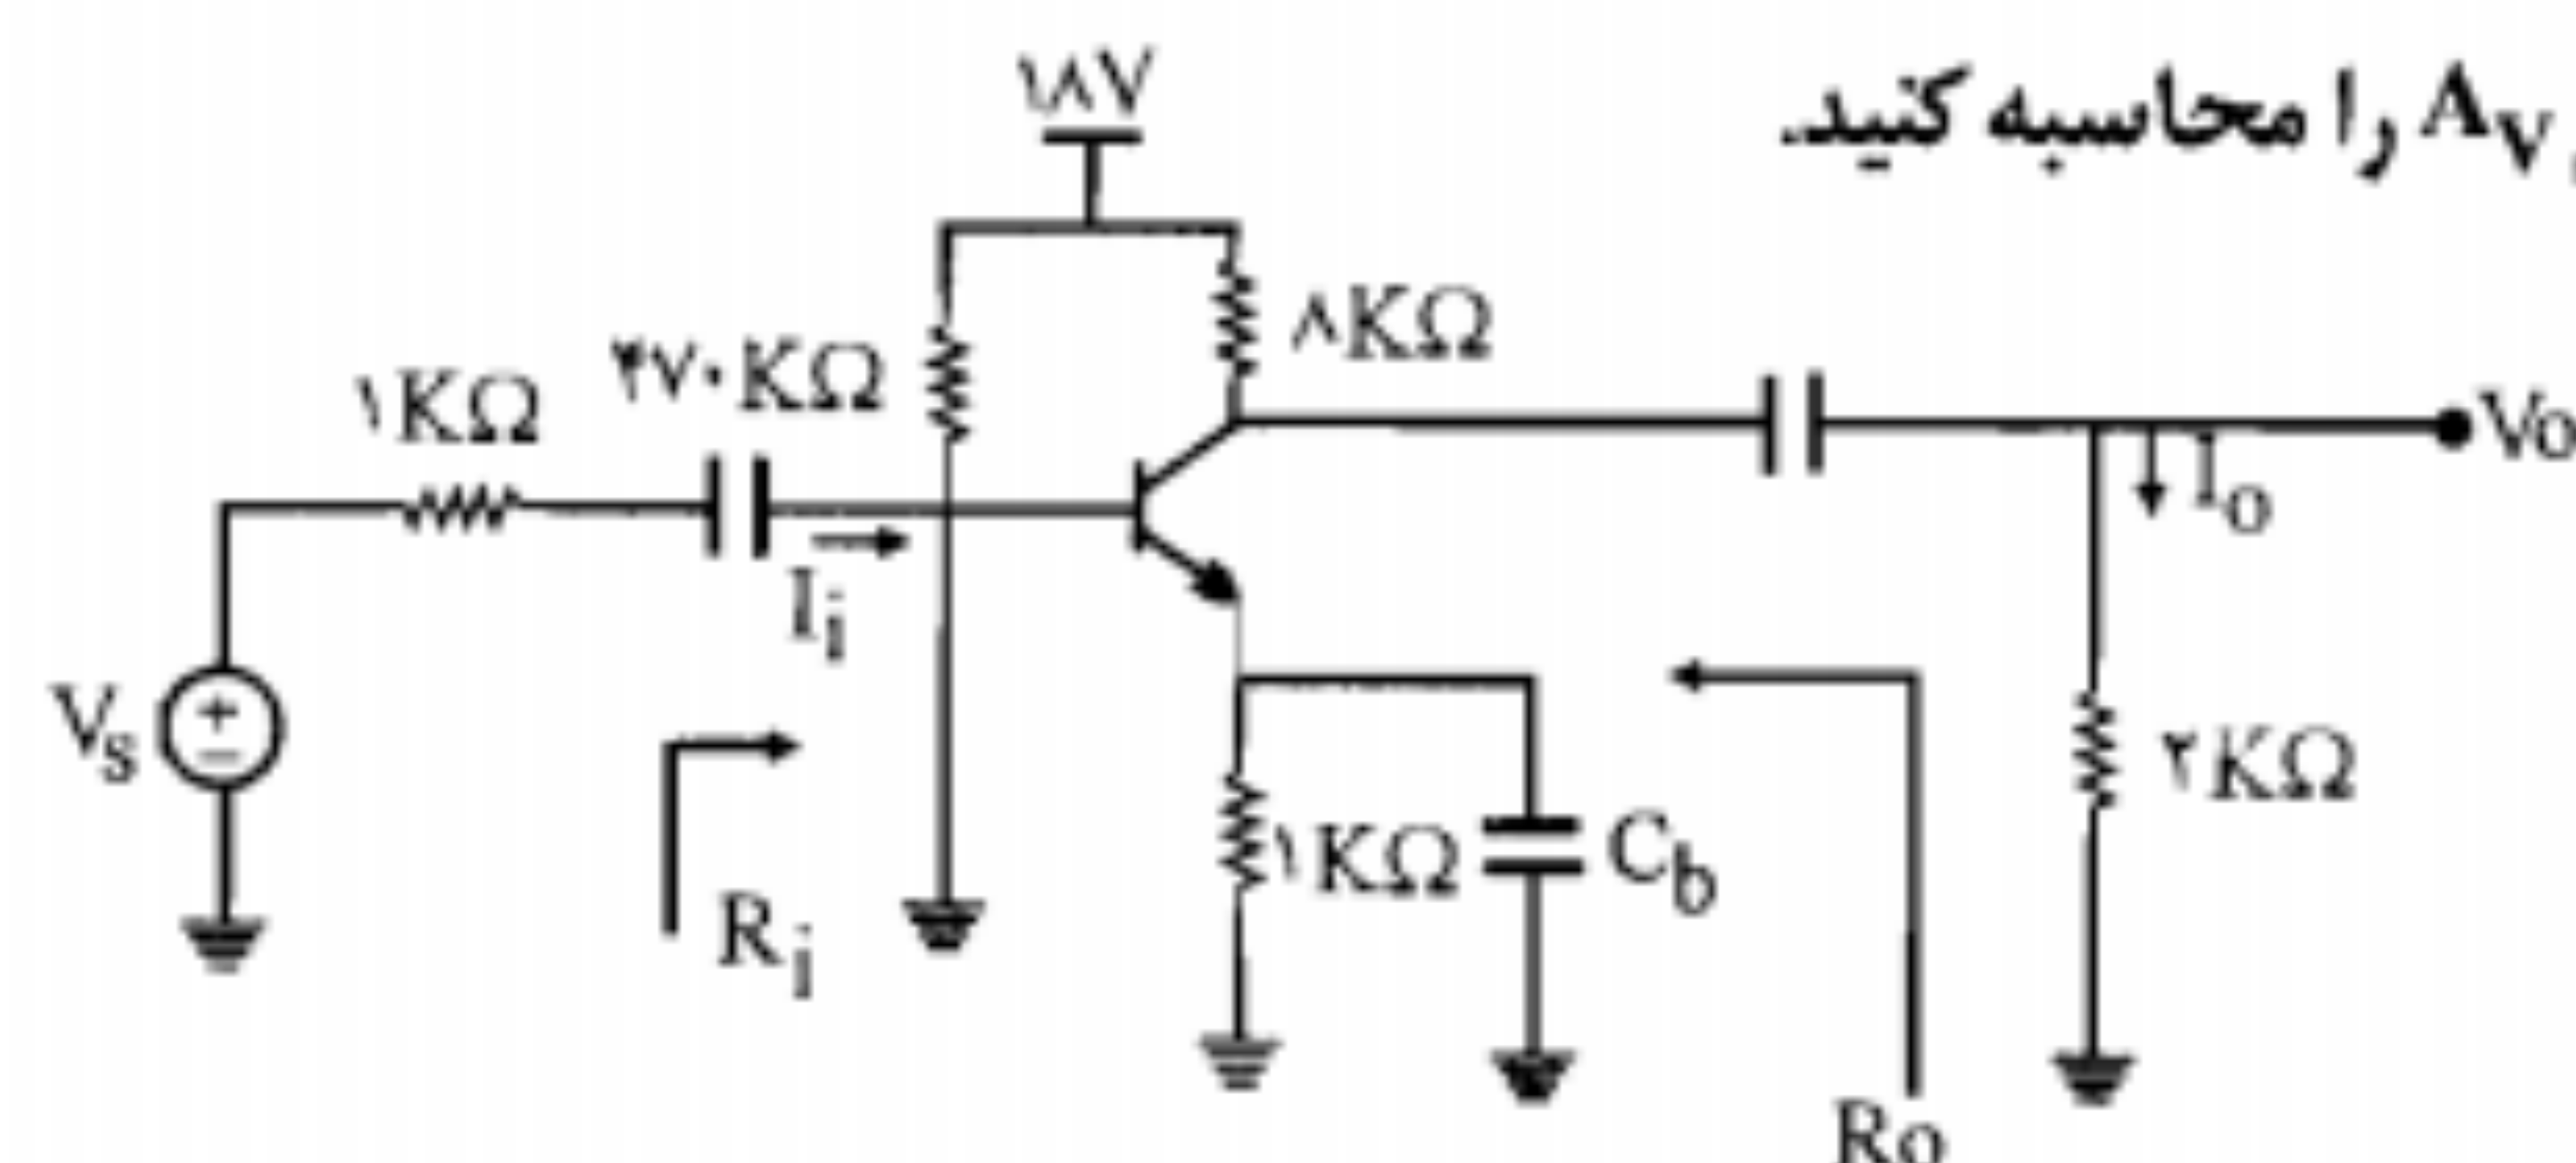 A_V را محاسبه کنید.
۱۸V
۸KΩ
۴۷۰KΩ
۱KΩ
Vo
I_o
I_i
V_S
+
−
۲KΩ
۱KΩ
C_b
R_i
Ro